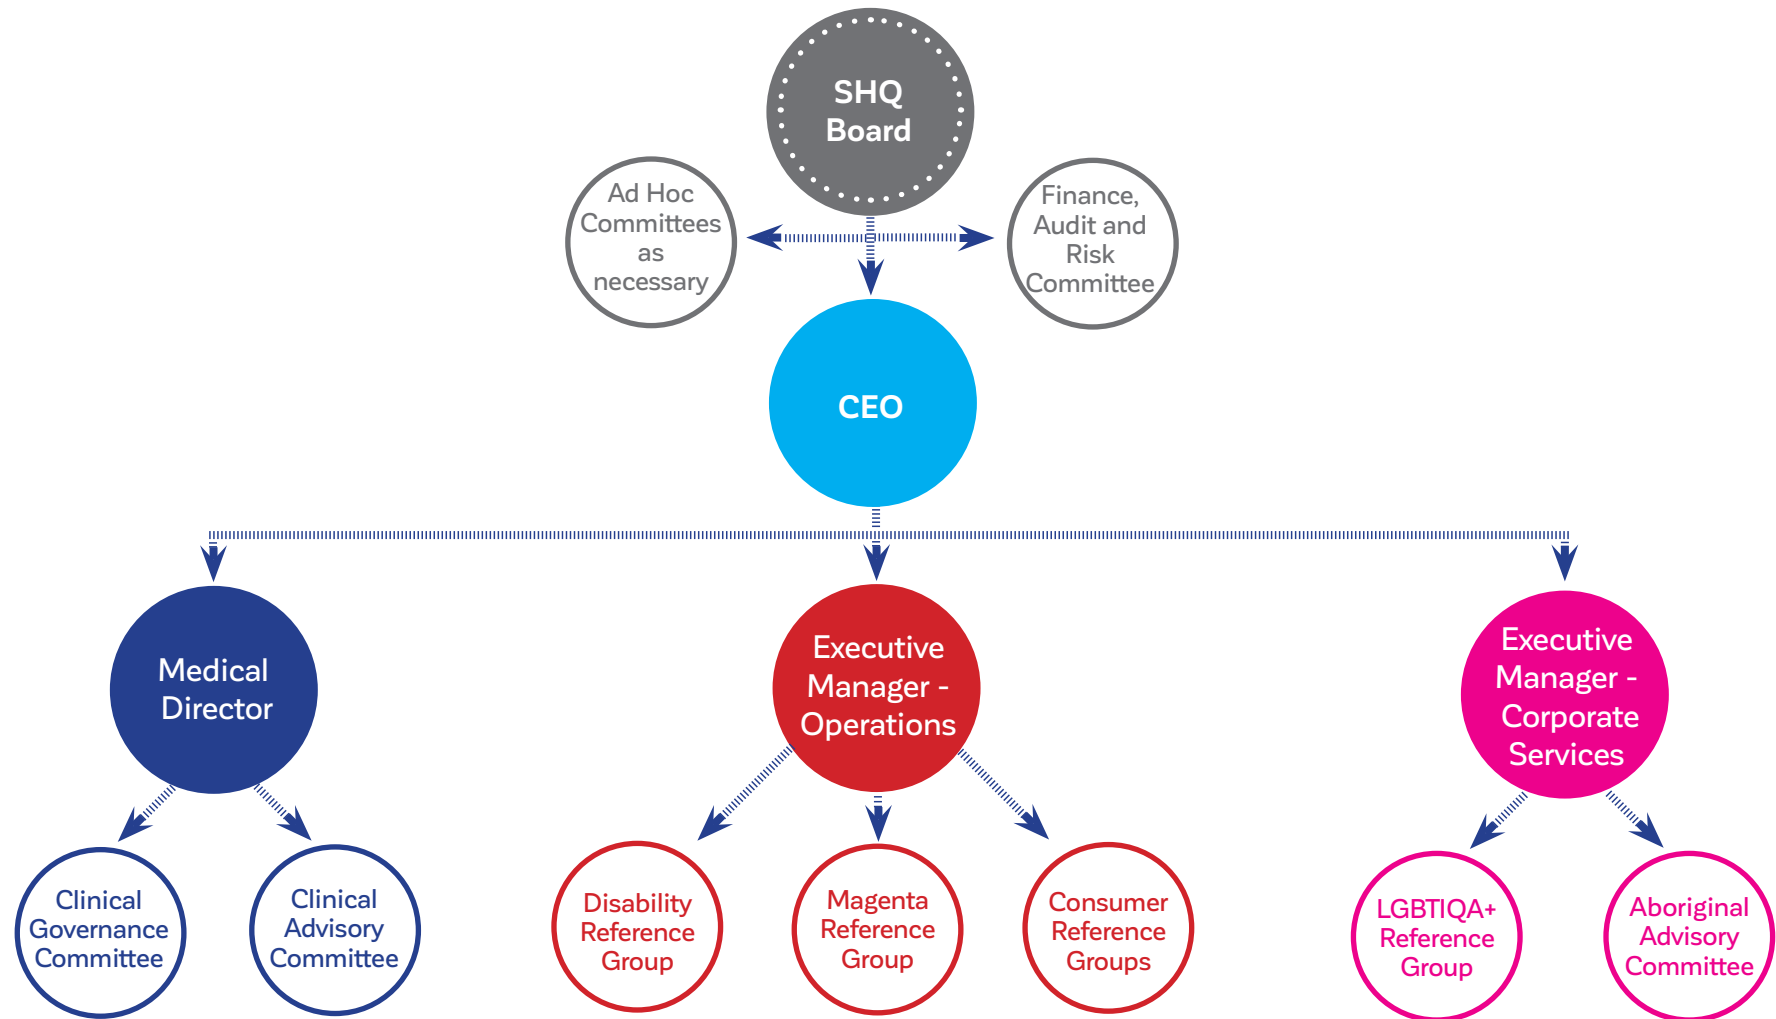 SHQ
Board
Ad Hoc
Committees
as
necessary
Finance,
Audit and
Risk
Committee
CEO
Medical
Director
Executive
Manager -
Operations
Executive
Manager -
Corporate
Services
Clinical
Governance
Committee
Clinical
Advisory
Committee
Disability
Reference
Group
Magenta
Reference
Group
Consumer
Reference
Groups
LGBTIQA+
Reference
Group
Aboriginal
Advisory
Committee